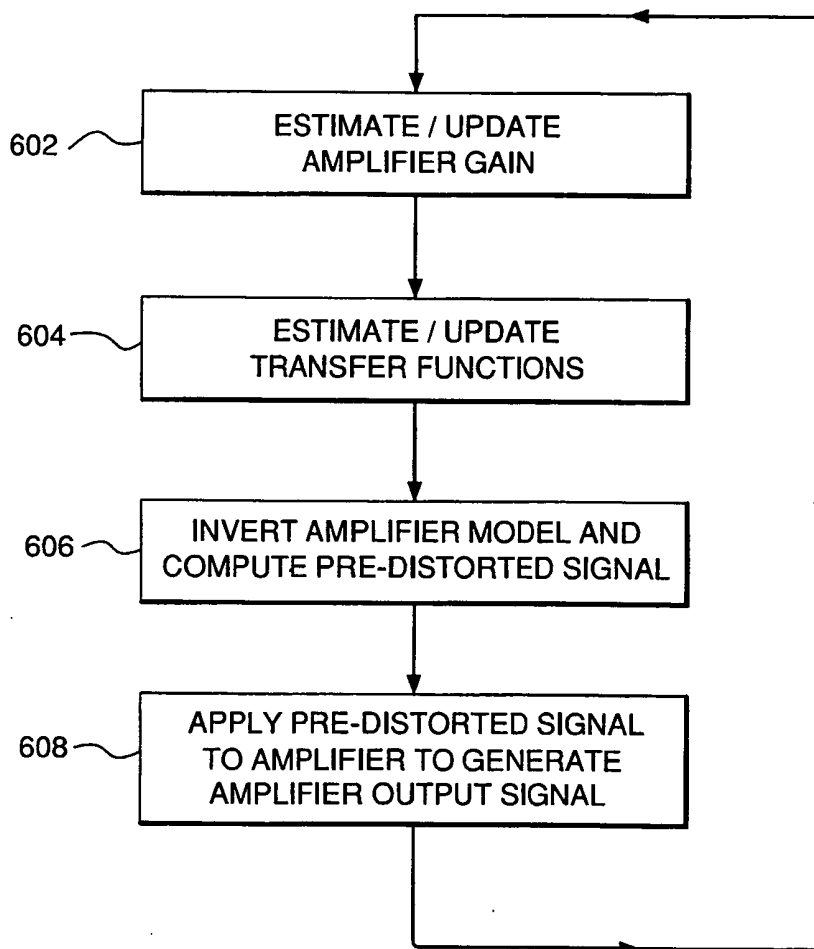 602
ESTIMATE / UPDATE
AMPLIFIER GAIN
604
ESTIMATE / UPDATE
TRANSFER FUNCTIONS
606
INVERT AMPLIFIER MODEL AND
COMPUTE PRE-DISTORTED SIGNAL
608
APPLY PRE-DISTORTED SIGNAL
TO AMPLIFIER TO GENERATE
AMPLIFIER OUTPUT SIGNAL